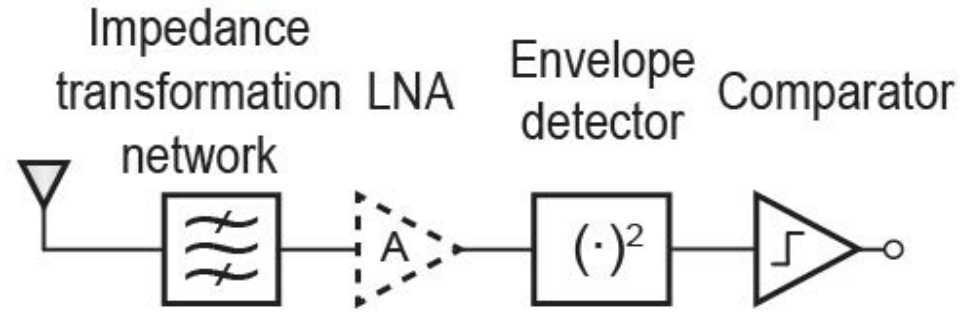 Impedance
transformation
network
LNA
Envelope
detector
Comparator
A
(·)²